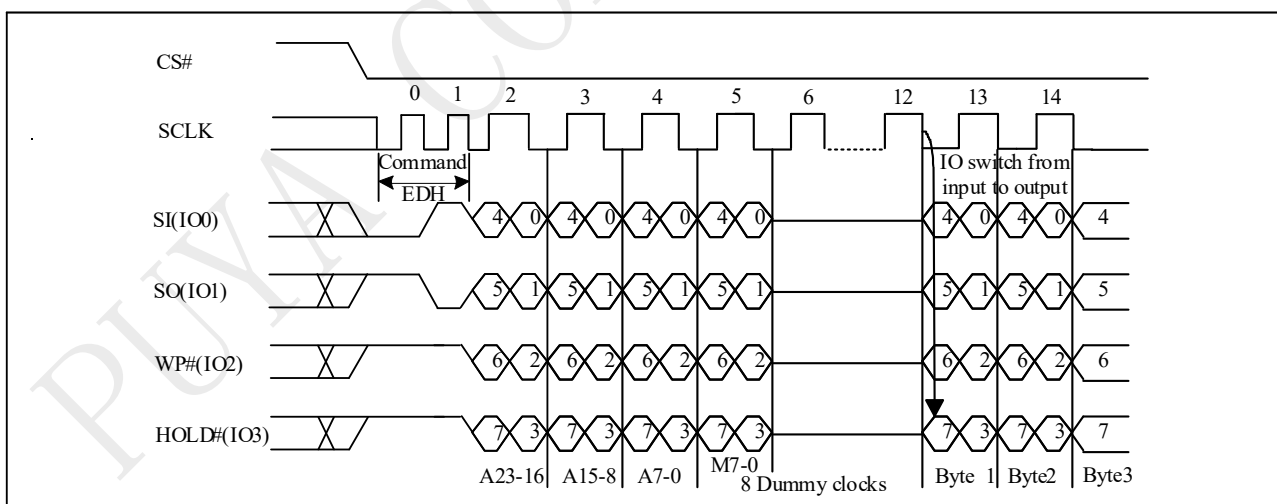 PUYA CO
CS#
0 1 2 3 4 5 6 12 13 14
SCLK
Command
EDH
IO switch from
input to output
SI(IO0)
4 0 4 0 4 0 4 0 4 0 4 0 4
SO(IO1)
5 1 5 1 5 1 5 1 5 1 5 1 5
WP#(IO2)
6 2 6 2 6 2 6 2 6 2 6 2 6
HOLD#(IO3)
7 3 7 3 7 3 7 3 7 3 7 3 7
A23-16 A15-8 A7-0 M7-0
8 Dummy clocks
Byte 1 Byte2 Byte3